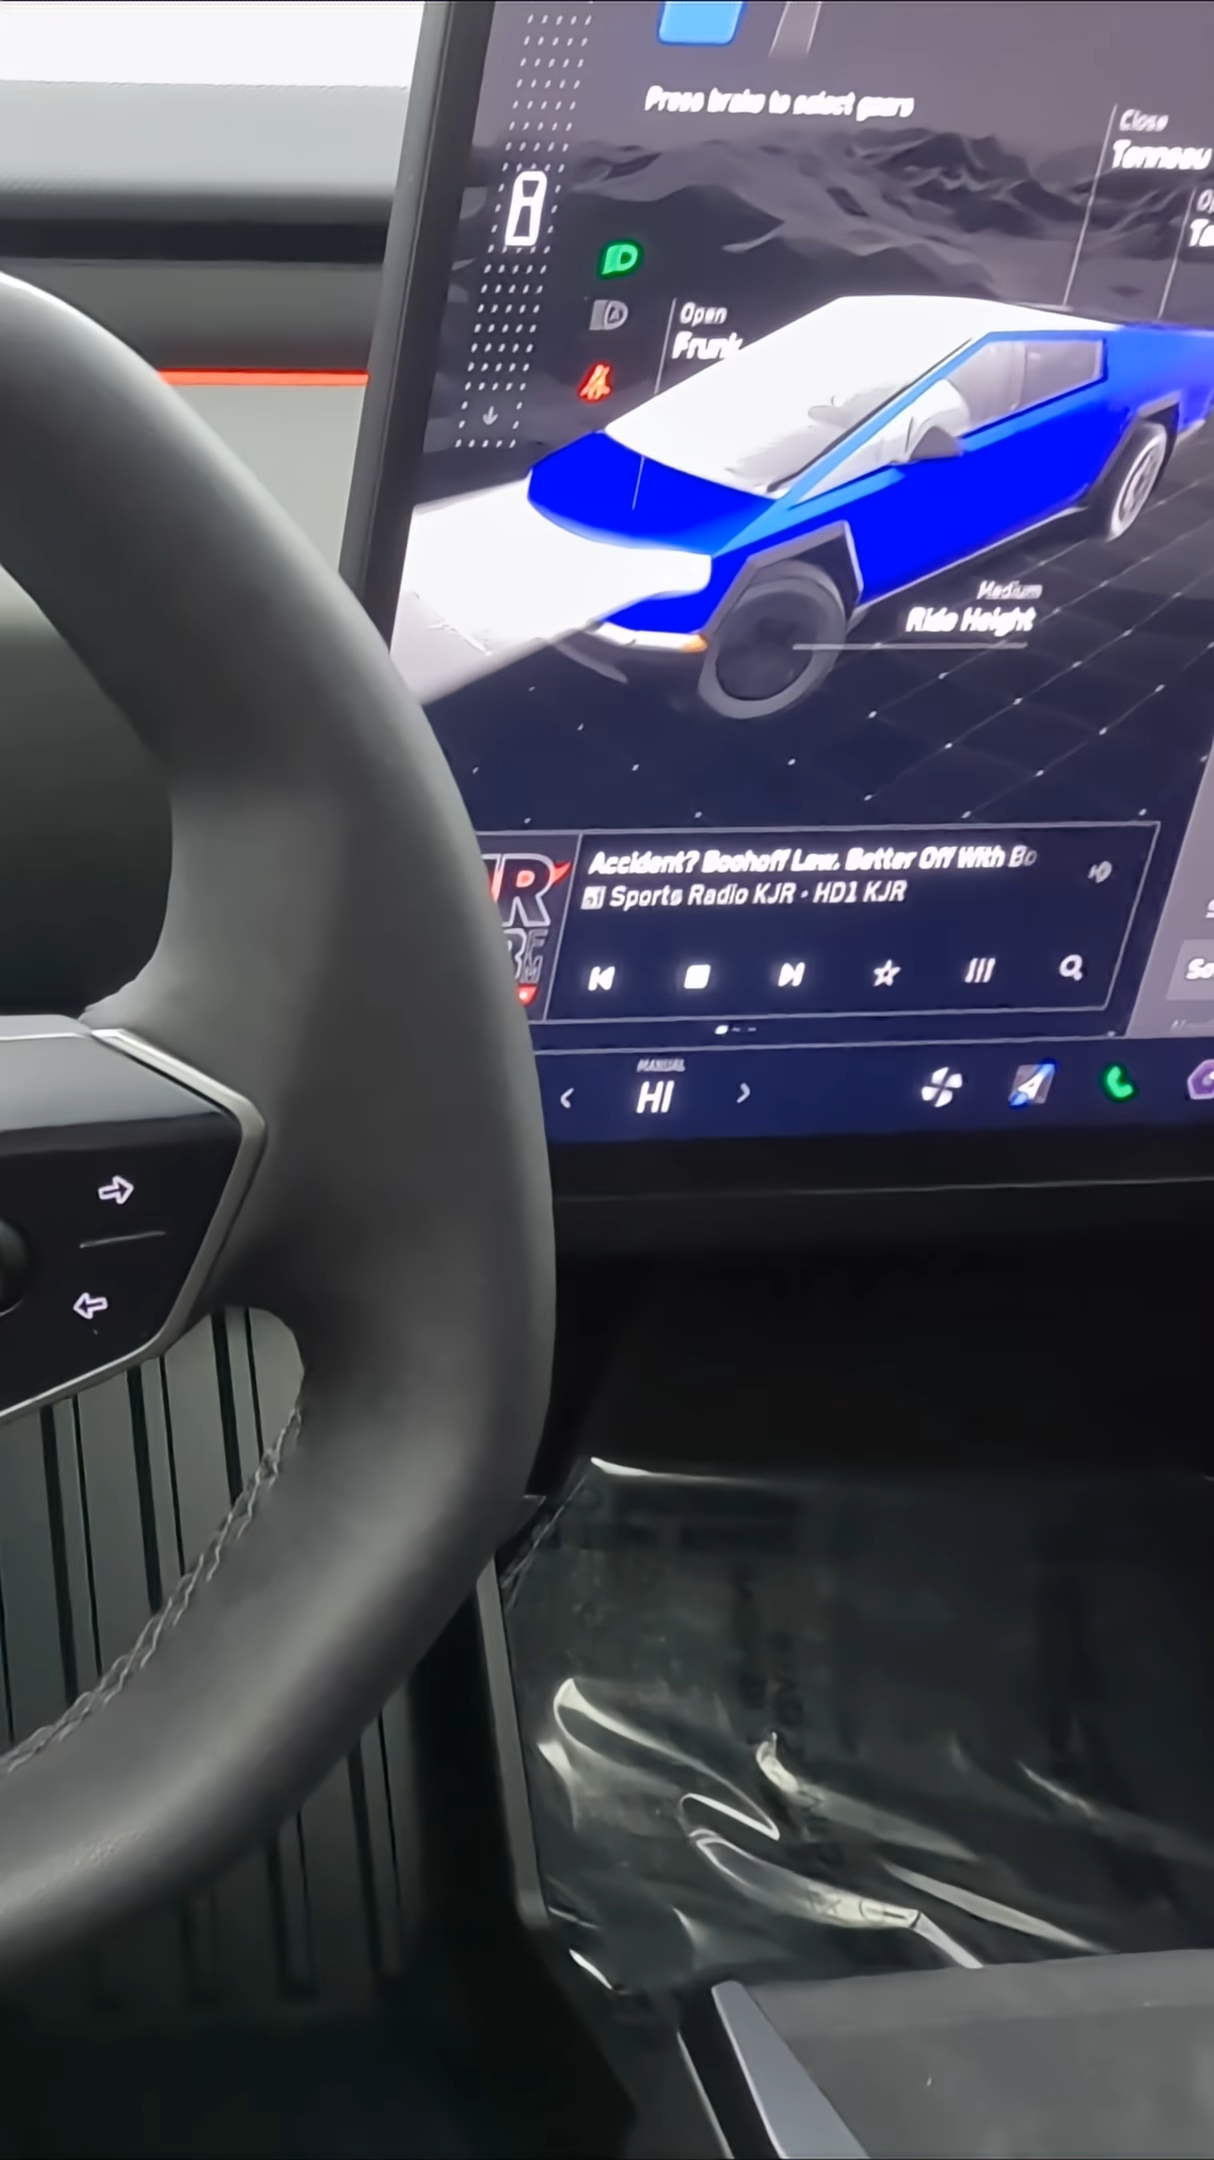 Press brake to select gears
Close
Tonneau
Open
Frunk
Medium
Ride Height
Accident? Boohoff Law. Better Off With Bo
Sports Radio KJR · HD1 KJR
MANUAL
HI